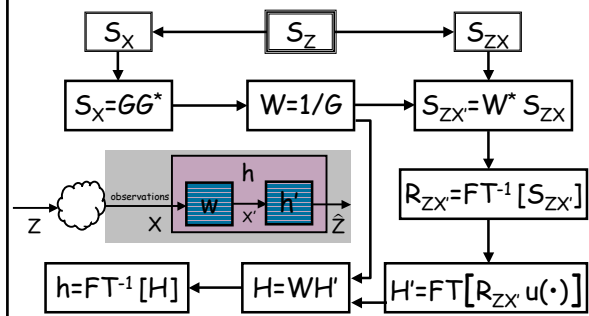 S_X S_Z S_ZX
S_X=GG* W=1/G S_ZX'=W* S_ZX
h
observations
w h'
Z X X' Ẑ
R_ZX'=FT⁻¹ [S_ZX']
h=FT⁻¹ [H] H=WH' H'=FT[R_ZX' u(·)]